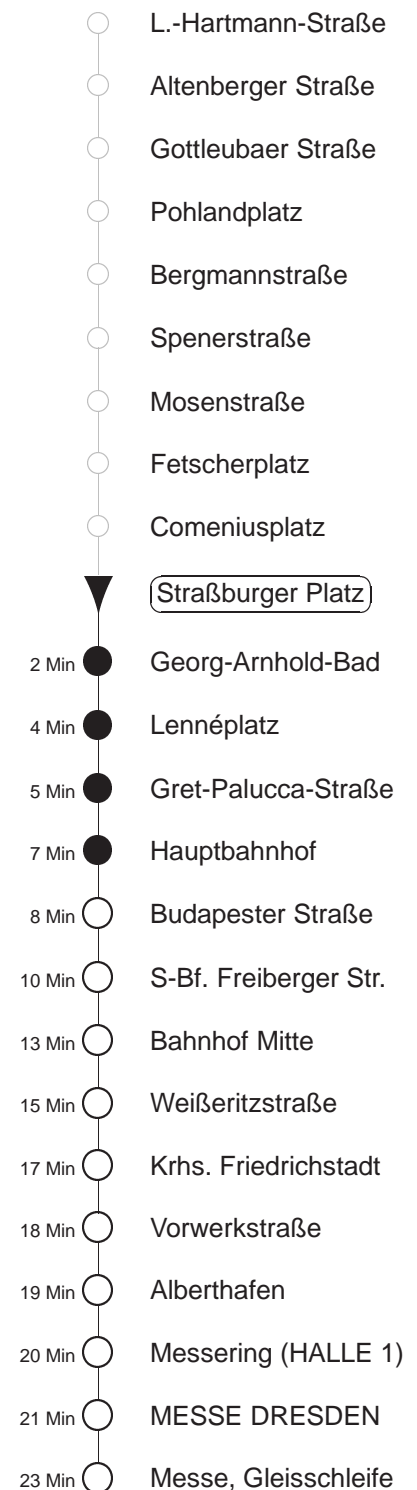 L.-Hartmann-Straße
Altenberger Straße
Gottleubaer Straße
Pohlandplatz
Bergmannstraße
Spenerstraße
Mosenstraße
Fetscherplatz
Comeniusplatz
Straßburger Platz
2 Min Georg-Arnhold-Bad
4 Min Lennéplatz
5 Min Gret-Palucca-Straße
7 Min Hauptbahnhof
8 Min Budapester Straße
10 Min S-Bf. Freiberger Str.
13 Min Bahnhof Mitte
15 Min Weißeritzstraße
17 Min Krhs. Friedrichstadt
18 Min Vorwerkstraße
19 Min Alberthafen
20 Min Messering (HALLE 1)
21 Min MESSE DRESDEN
23 Min Messe, Gleisschleife